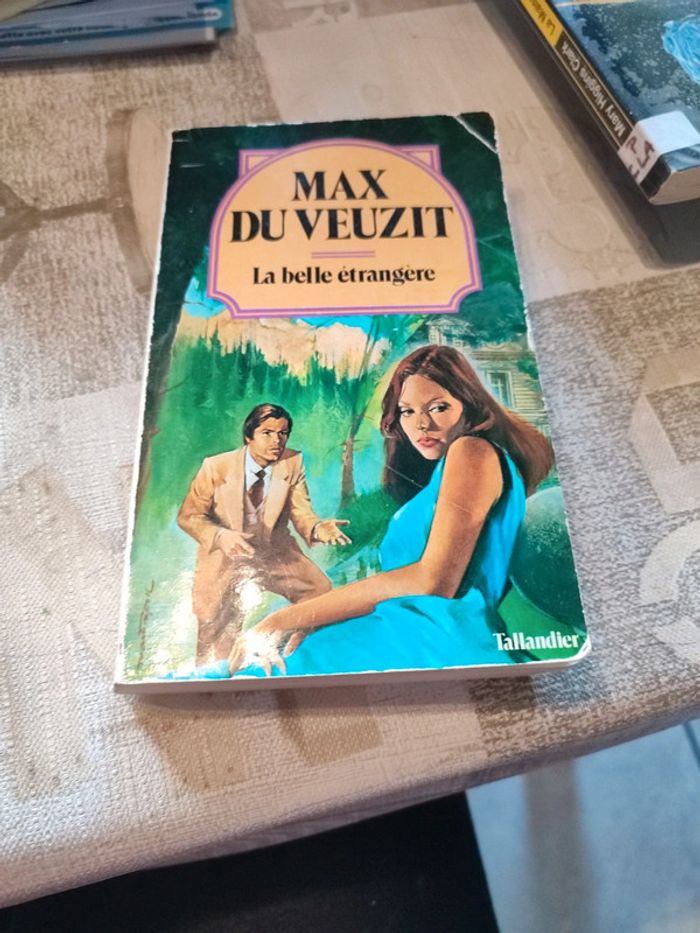 MAX
DU VEUZIT
La belle étrangère
Tallandier
Mary Higgins Clark